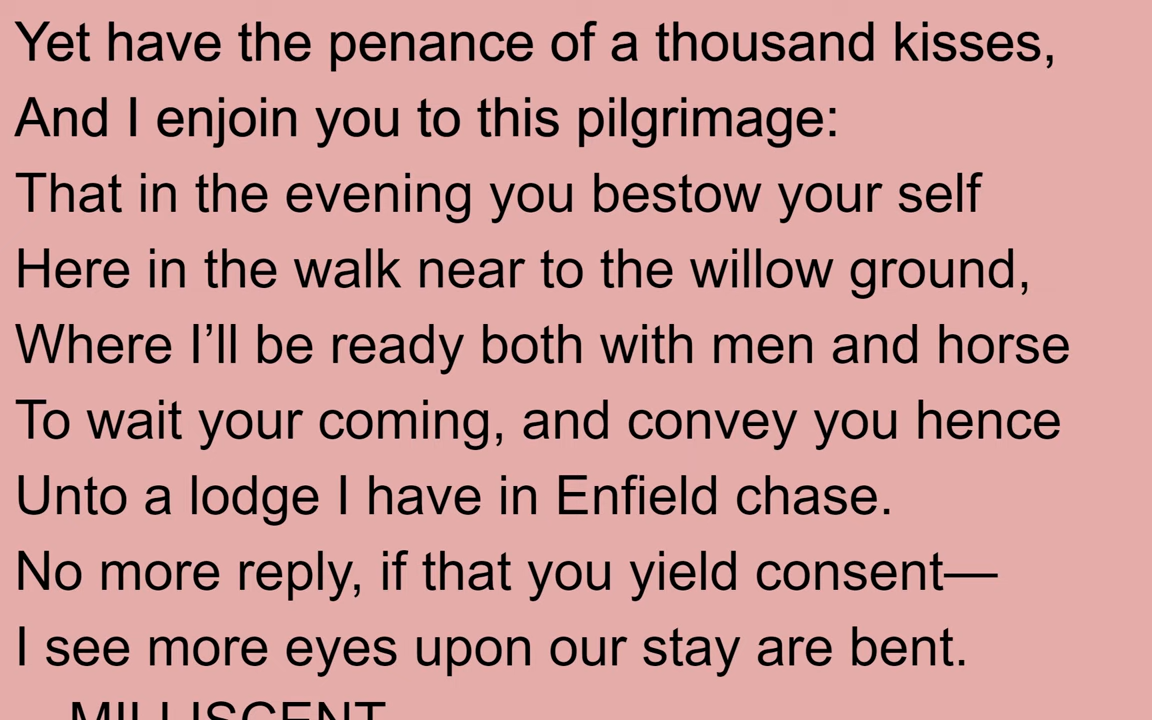 Yet have the penance of a thousand kisses,
And I enjoin you to this pilgrimage:
That in the evening you bestow your self
Here in the walk near to the willow ground,
Where I’ll be ready both with men and horse
To wait your coming, and convey you hence
Unto a lodge I have in Enfield chase.
No more reply, if that you yield consent—
I see more eyes upon our stay are bent.
MILLISCENT